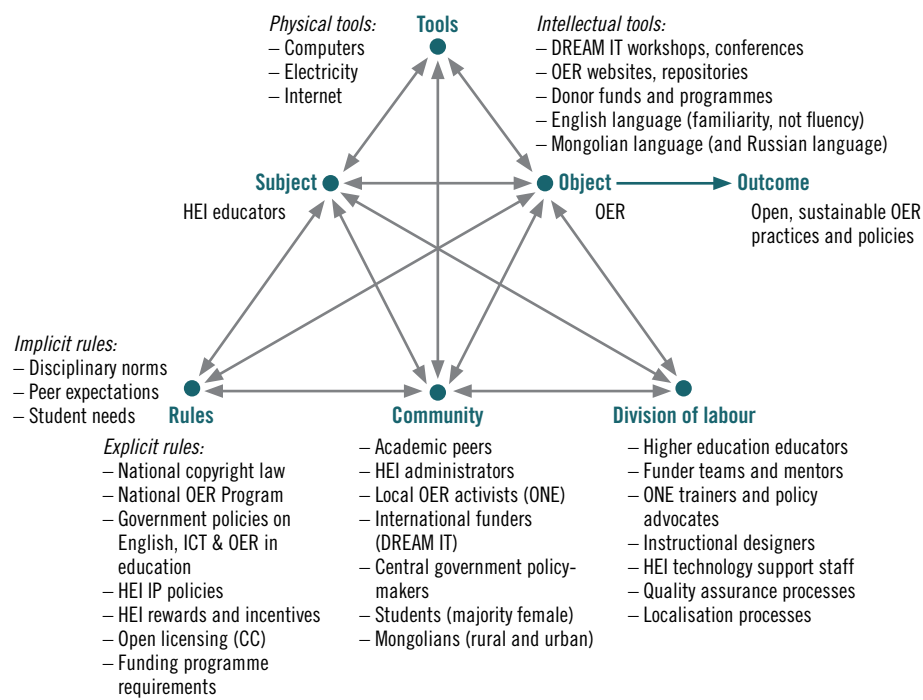 Physical tools:
– Computers
– Electricity
– Internet
Tools
Intellectual tools:
– DREAM IT workshops, conferences
– OER websites, repositories
– Donor funds and programmes
– English language (familiarity, not fluency)
– Mongolian language (and Russian language)
Subject
HEI educators
Object
OER
Outcome
Open, sustainable OER
practices and policies
Implicit rules:
– Disciplinary norms
– Peer expectations
– Student needs
Rules
Explicit rules:
– National copyright law
– National OER Program
– Government policies on
English, ICT & OER in
education
– HEI IP policies
– HEI rewards and incentives
– Open licensing (CC)
– Funding programme
requirements
Community
– Academic peers
– HEI administrators
– Local OER activists (ONE)
– International funders
(DREAM IT)
– Central government policy-
makers
– Students (majority female)
– Mongolians (rural and urban)
Division of labour
– Higher education educators
– Funder teams and mentors
– ONE trainers and policy
advocates
– Instructional designers
– HEI technology support staff
– Quality assurance processes
– Localisation processes